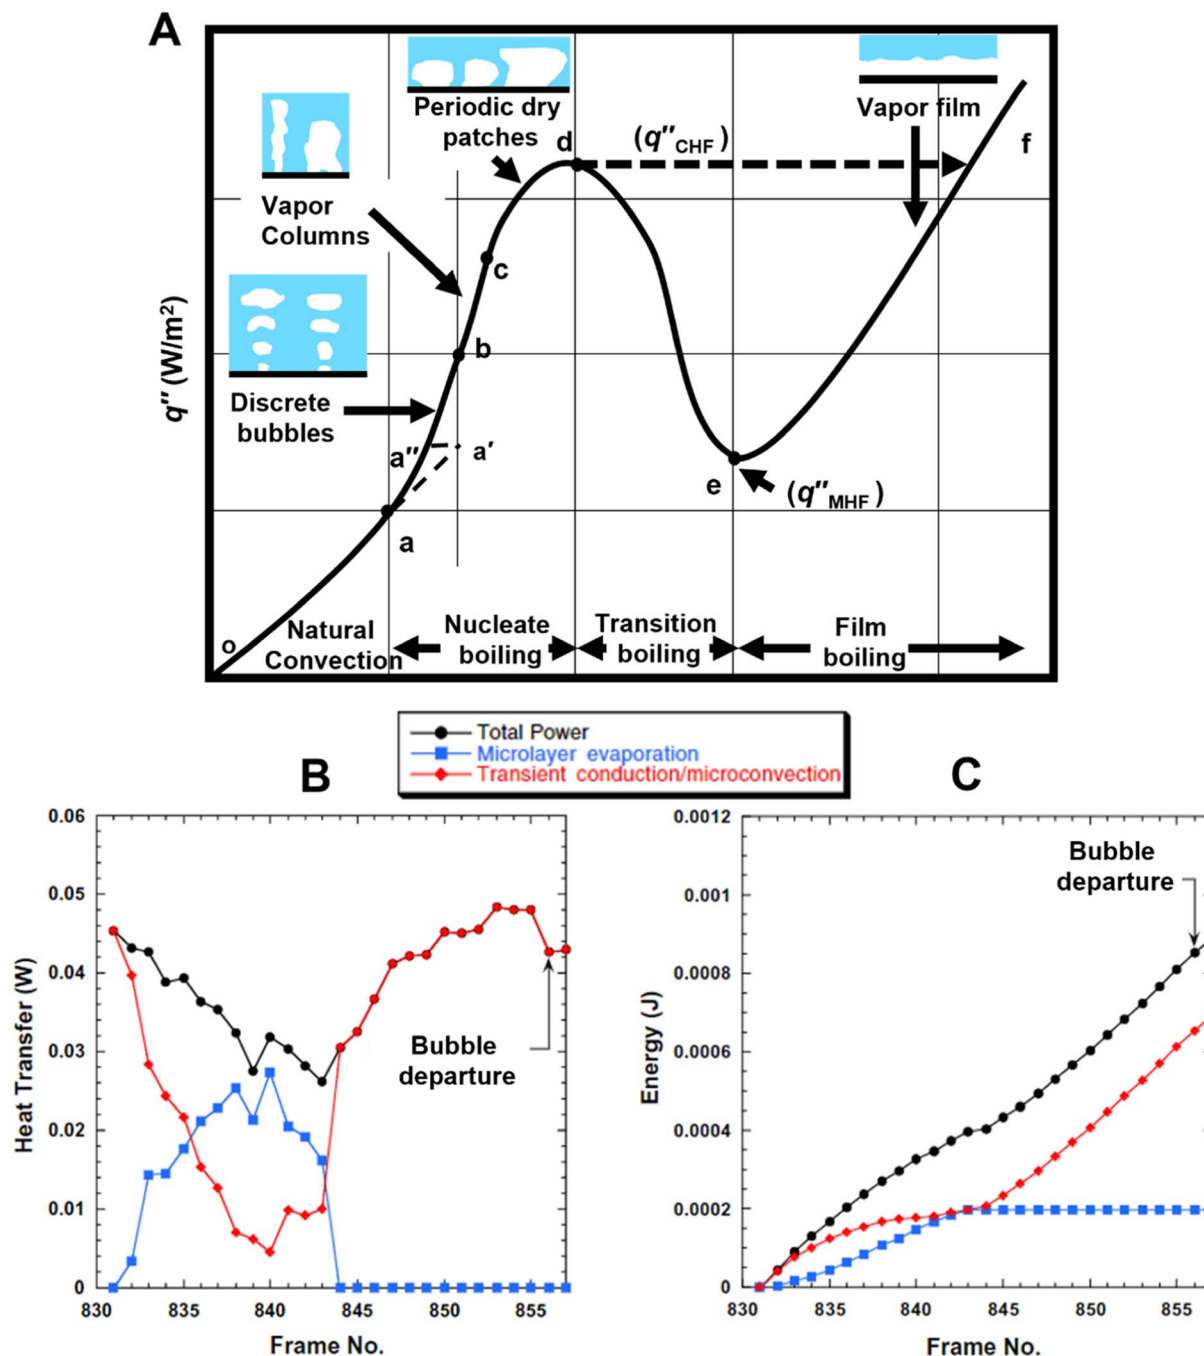 A
Periodic dry
patches
Vapor film
d
(q″CHF)
f
Vapor
Columns
c
q″ (W/m2)
b
Discrete
bubbles
a″
a′
e
(q″MHF)
a
o
Natural
Convection
Nucleate
boiling
Transition
boiling
Film
boiling
Total Power
Microlayer evaporation
Transient conduction/microconvection
B
0.06
0.05
0.04
0.03
0.02
0.01
0
Heat Transfer (W)
Bubble
departure
830 835 840 845 850 855
Frame No.
C
0.0012
0.001
0.0008
0.0006
0.0004
0.0002
0
Energy (J)
Bubble
departure
830 835 840 845 850 855
Frame No.